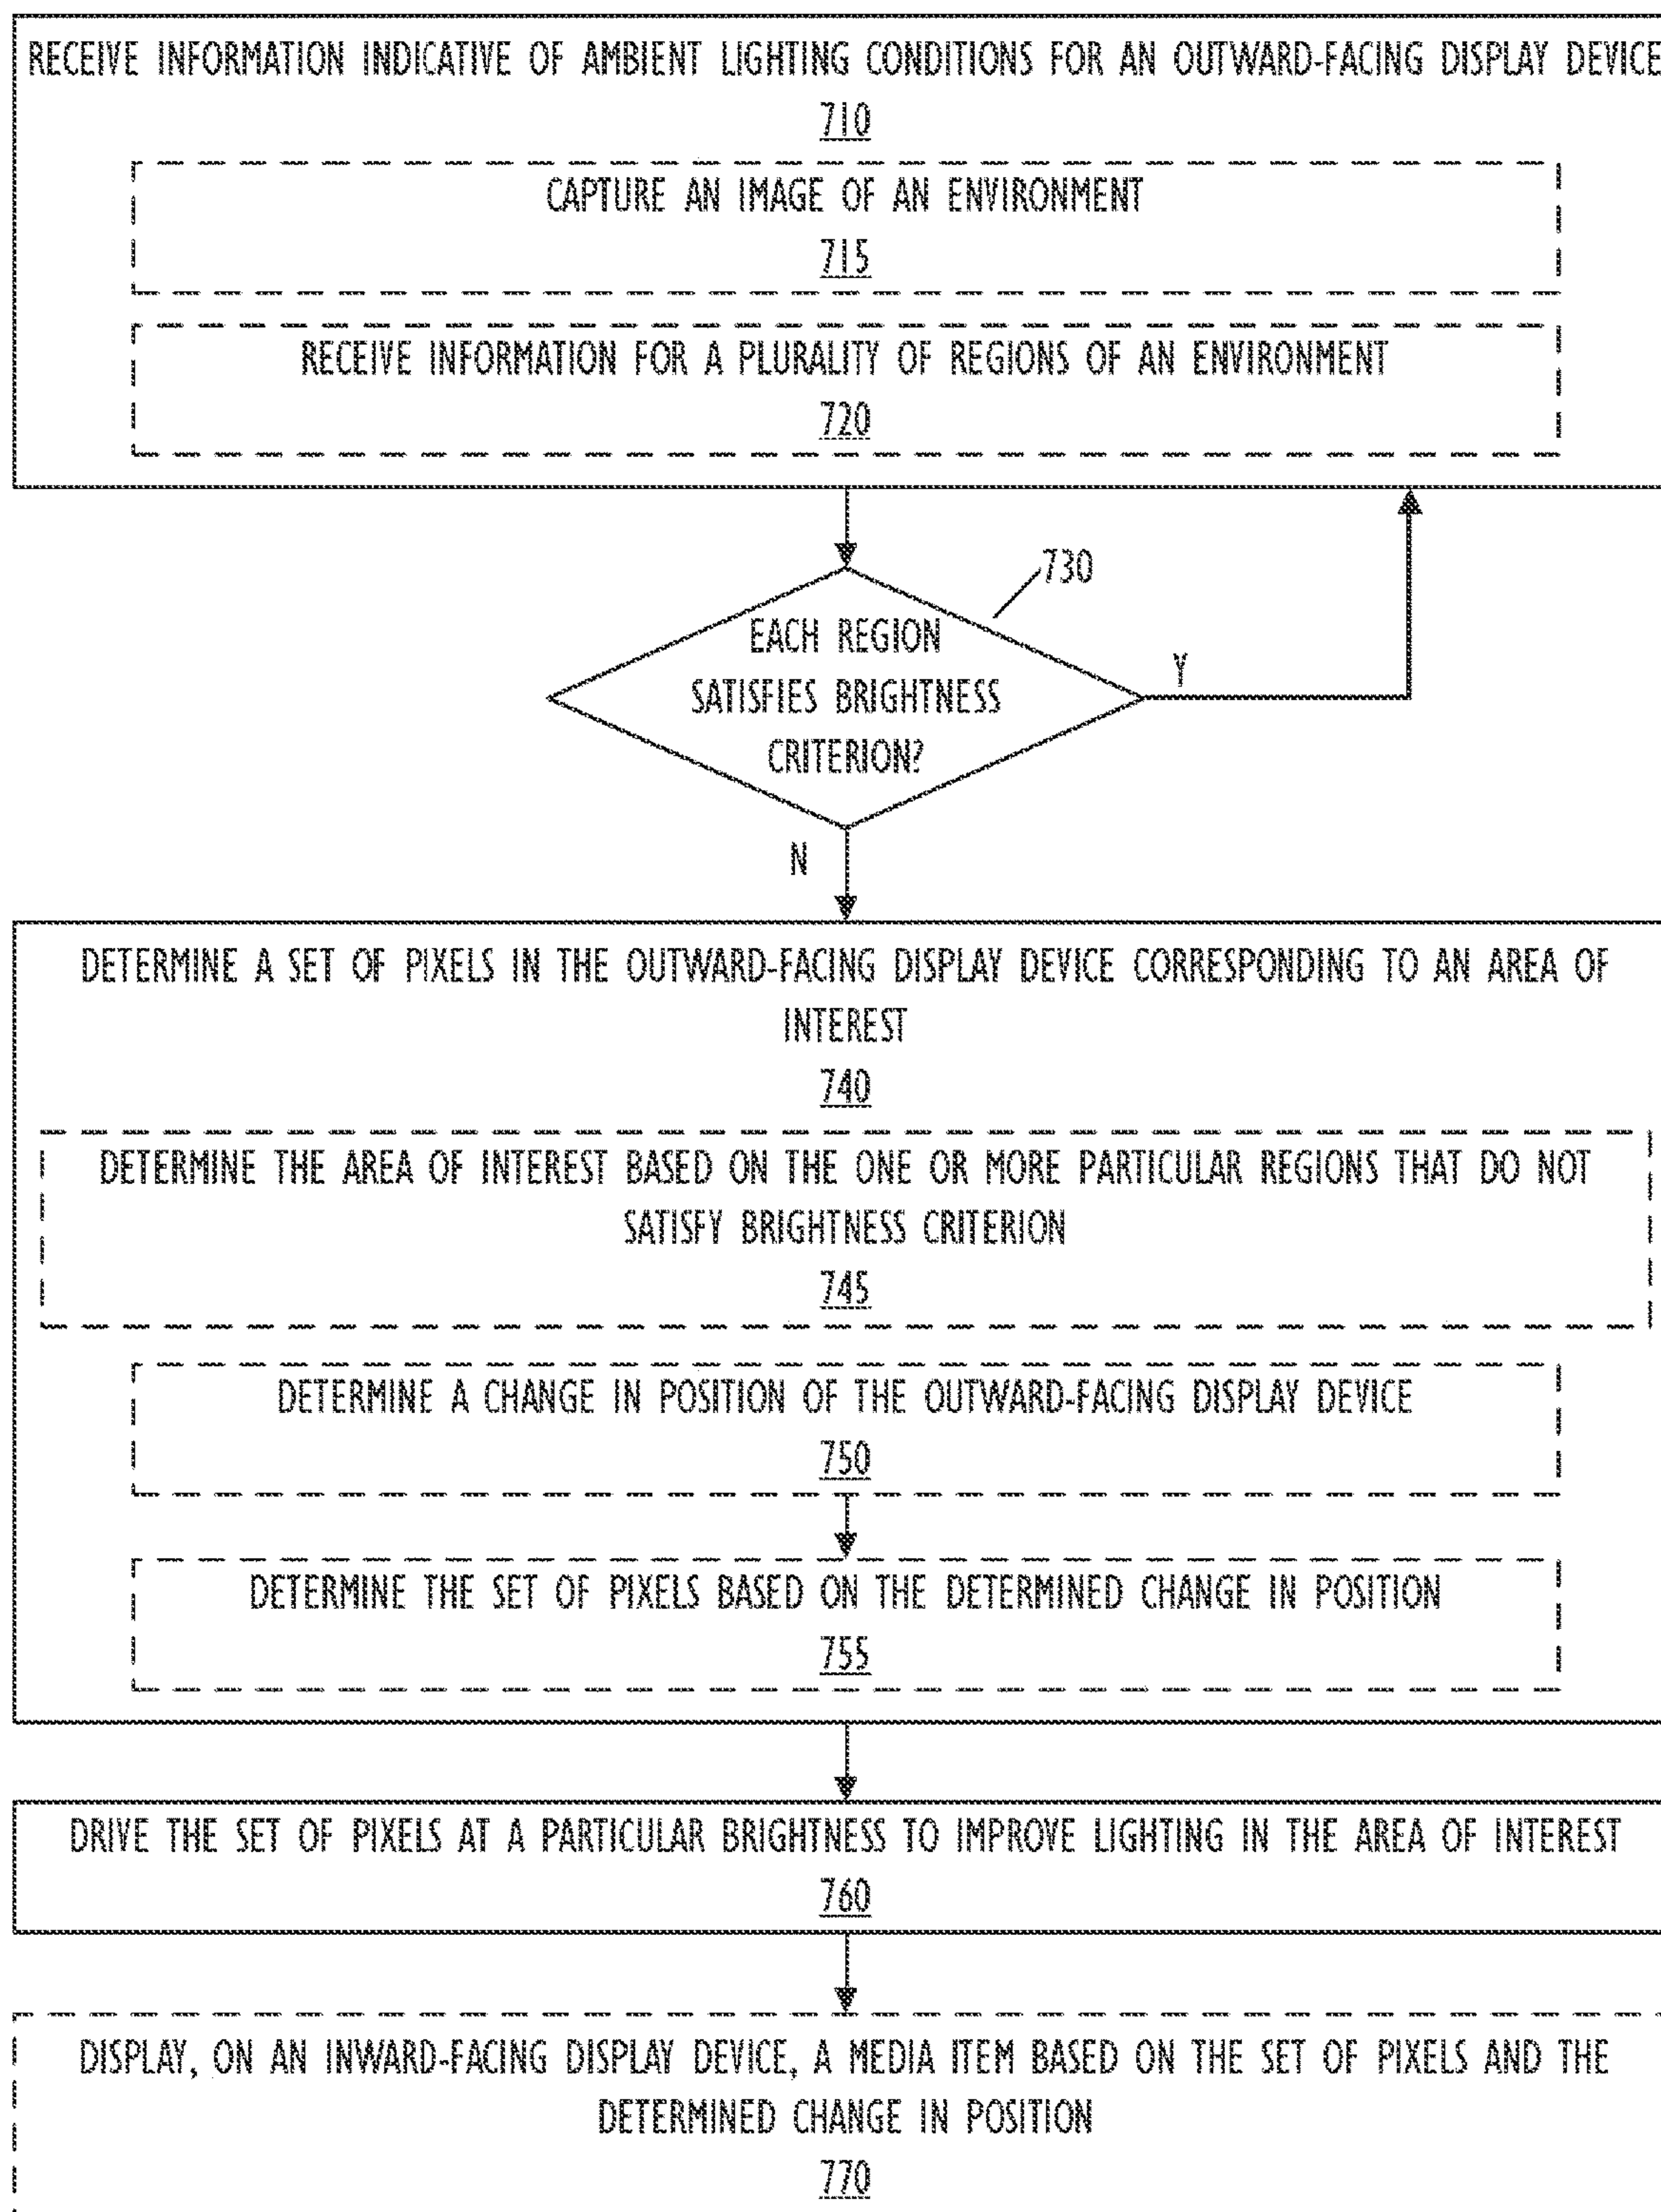 RECEIVE INFORMATION INDICATIVE OF AMBIENT LIGHTING CONDITIONS FOR AN OUTWARD-FACING DISPLAY DEVICE
710
CAPTURE AN IMAGE OF AN ENVIRONMENT
715
RECEIVE INFORMATION FOR A PLURALITY OF REGIONS OF AN ENVIRONMENT
720
730
EACH REGION
SATISFIES BRIGHTNESS
CRITERION?
Y
N
DETERMINE A SET OF PIXELS IN THE OUTWARD-FACING DISPLAY DEVICE CORRESPONDING TO AN AREA OF
INTEREST
740
DETERMINE THE AREA OF INTEREST BASED ON THE ONE OR MORE PARTICULAR REGIONS THAT DO NOT
SATISFY BRIGHTNESS CRITERION
745
DETERMINE A CHANGE IN POSITION OF THE OUTWARD-FACING DISPLAY DEVICE
750
DETERMINE THE SET OF PIXELS BASED ON THE DETERMINED CHANGE IN POSITION
755
DRIVE THE SET OF PIXELS AT A PARTICULAR BRIGHTNESS TO IMPROVE LIGHTING IN THE AREA OF INTEREST
760
DISPLAY, ON AN INWARD-FACING DISPLAY DEVICE, A MEDIA ITEM BASED ON THE SET OF PIXELS AND THE
DETERMINED CHANGE IN POSITION
770